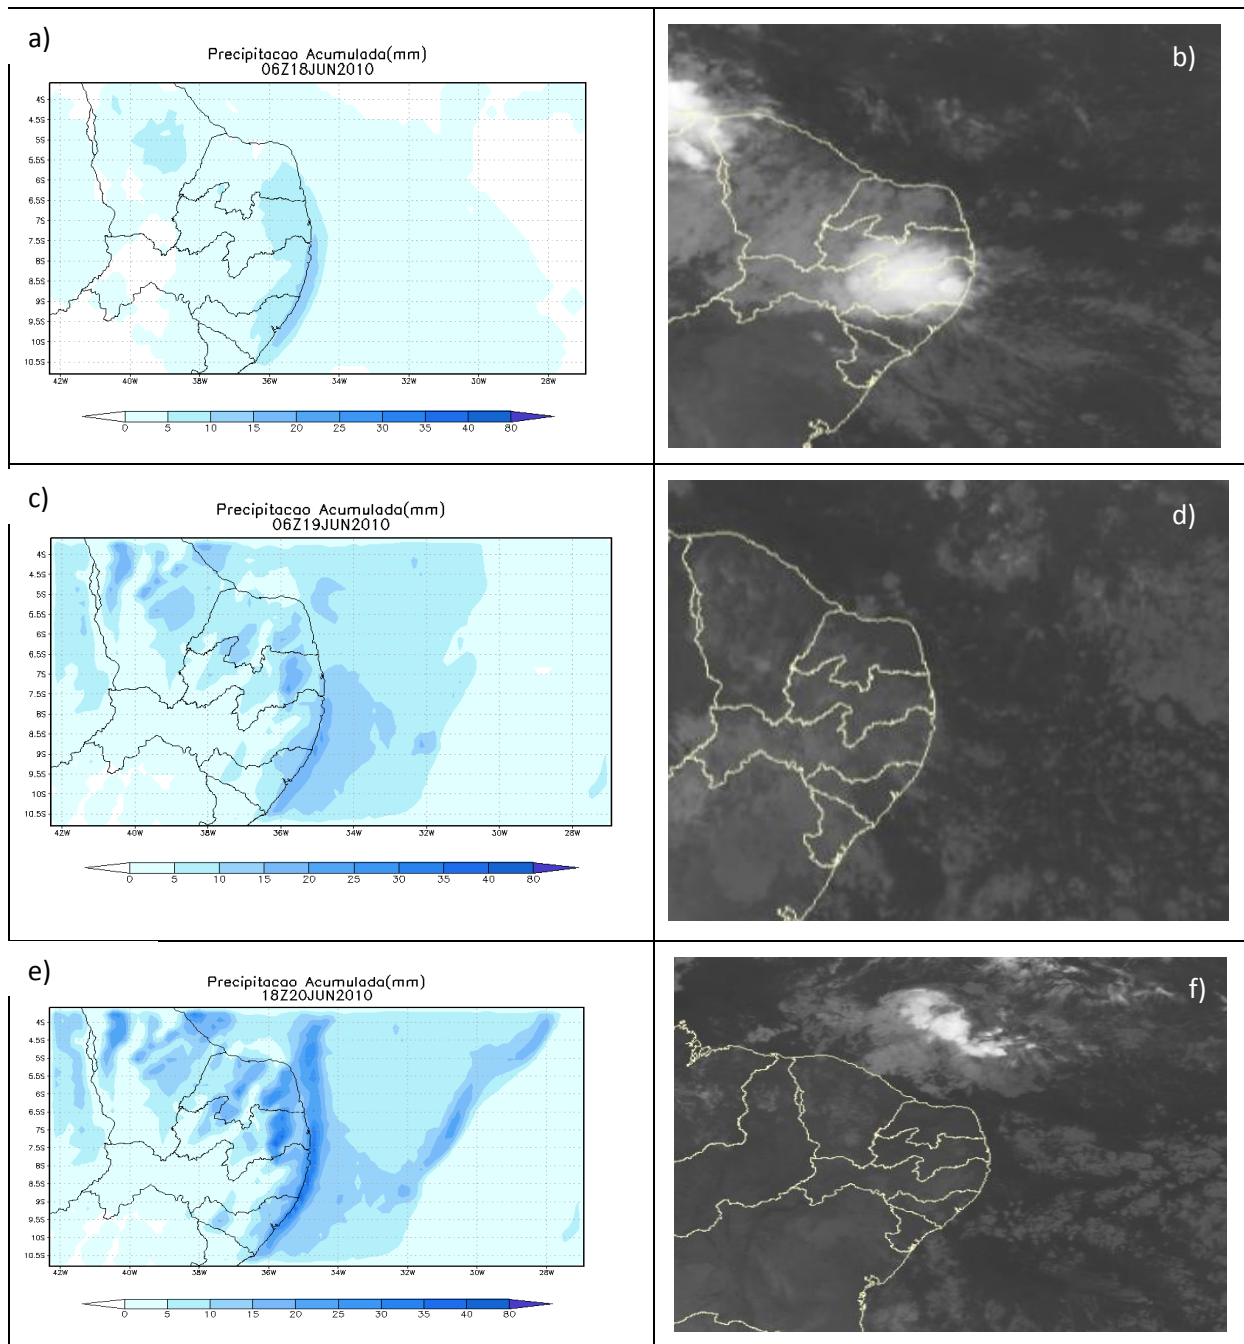 a)
Precipitacao Acumulada(mm)
06Z18JUN2010
4S
4.5S
5S
5.5S
6S
6.5S
7S
7.5S
8S
8.5S
9S
9.5S
10S
10.5S
42W 40W 38W 36W 34W 32W 30W 28W
0 5 10 15 20 25 30 35 40 80
b)
c)
Precipitacao Acumulada(mm)
06Z19JUN2010
4S
4.5S
5S
5.5S
6S
6.5S
7S
7.5S
8S
8.5S
9S
9.5S
10S
10.5S
42W 40W 38W 36W 34W 32W 30W 28W
0 5 10 15 20 25 30 35 40 80
d)
e)
Precipitacao Acumulada(mm)
18Z20JUN2010
4S
4.5S
5S
5.5S
6S
6.5S
7S
7.5S
8S
8.5S
9S
9.5S
10S
10.5S
42W 40W 38W 36W 34W 32W 30W 28W
0 5 10 15 20 25 30 35 40 80
f)